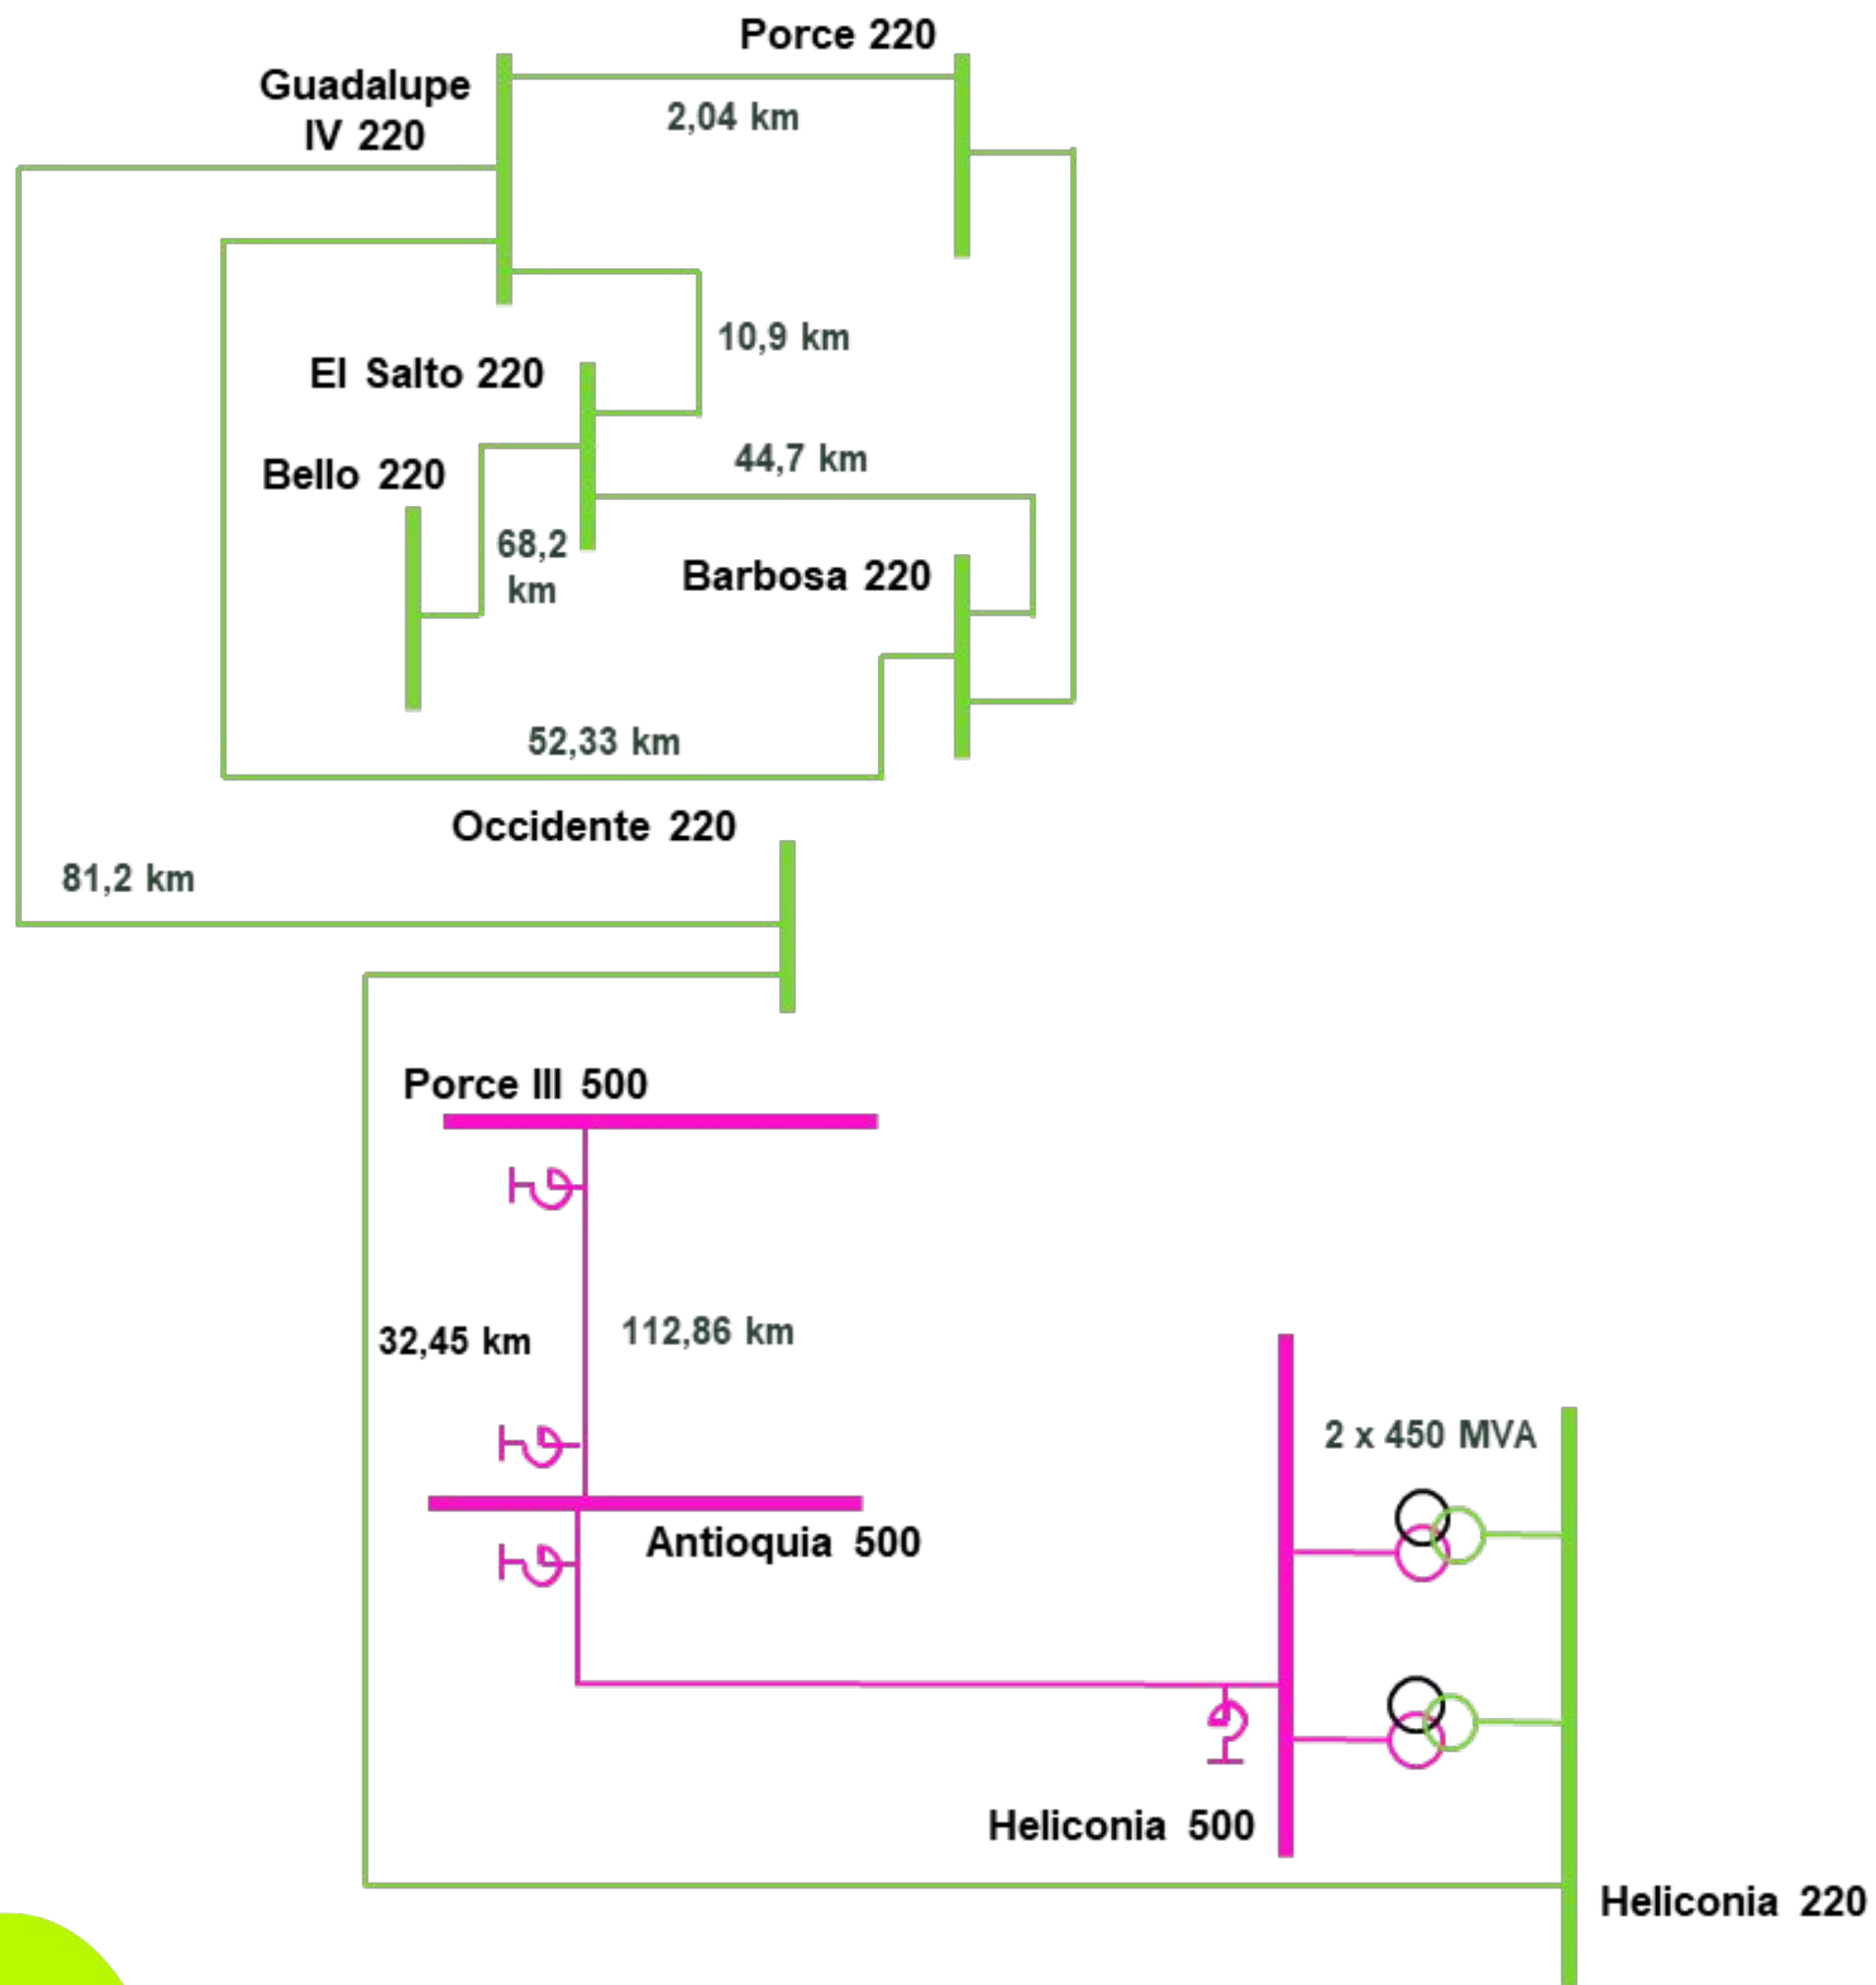 Porce 220
Guadalupe
IV 220
2,04 km
10,9 km
El Salto 220
44,7 km
Bello 220
68,2
km
Barbosa 220
52,33 km
Occidente 220
81,2 km
Porce III 500
32,45 km
112,86 km
2 x 450 MVA
Antioquia 500
Heliconia 500
Heliconia 220